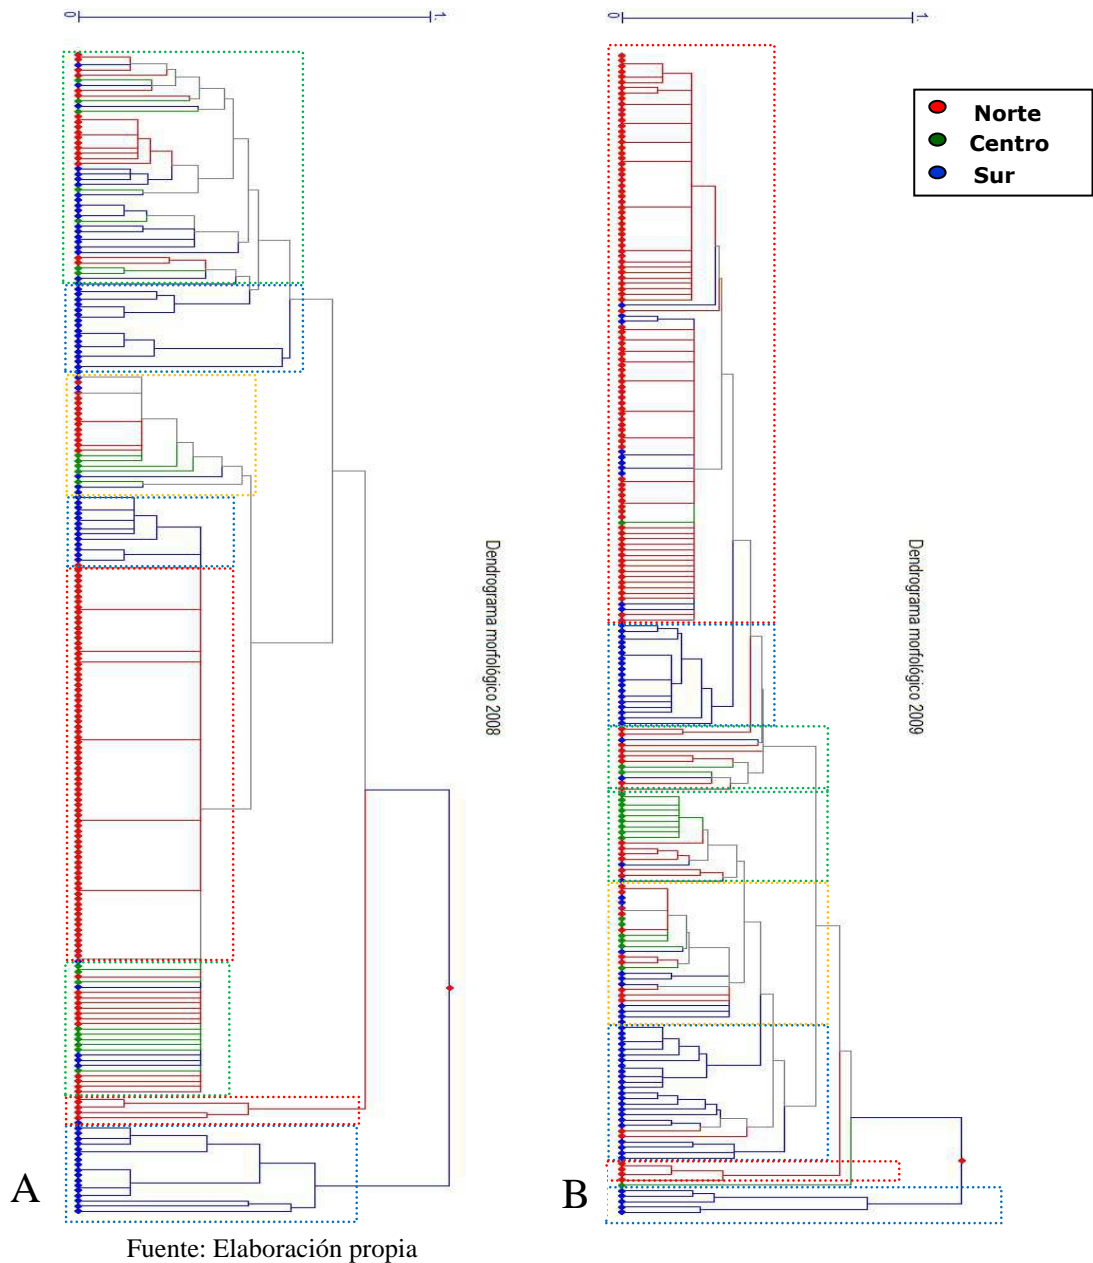 0
1.
0
1.
Norte
Centro
Sur
Dendrograma morfológico 2008
Dendrograma morfológico 2009
A
B
Fuente: Elaboración propia